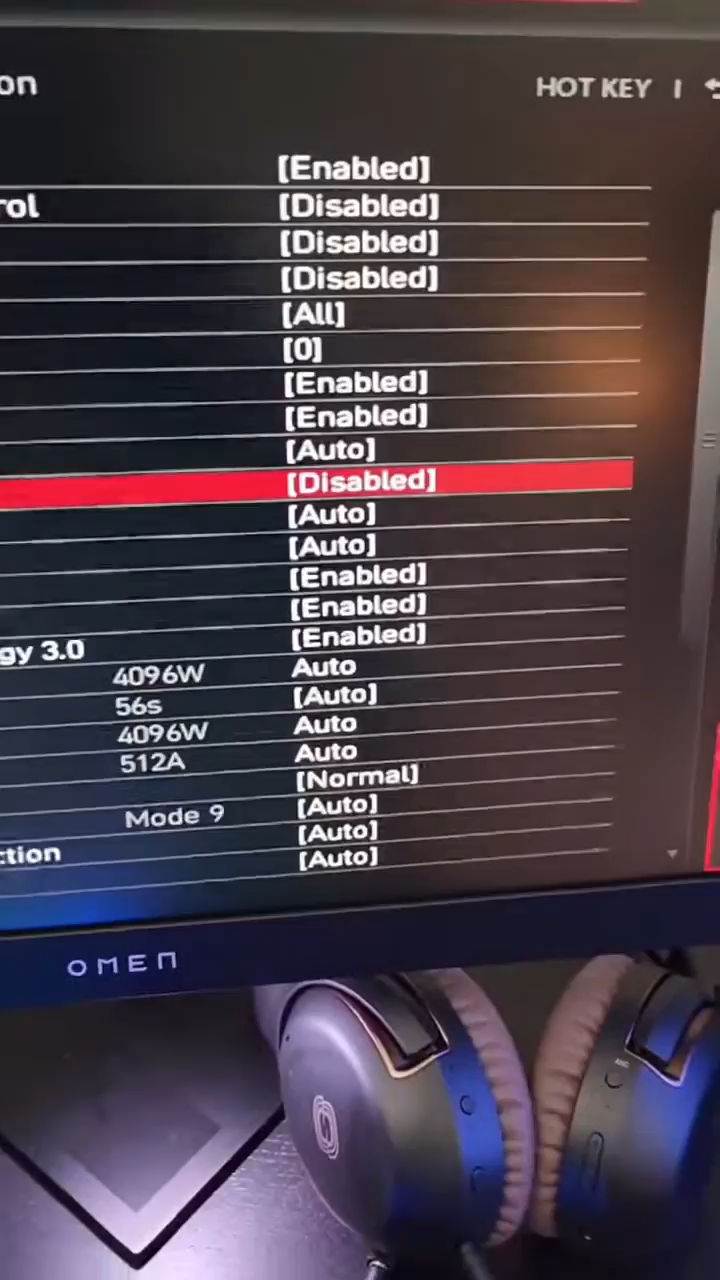 on HOT KEY |
[Enabled]
rol [Disabled]
[Disabled]
[Disabled]
[All]
[0]
[Enabled]
[Enabled]
[Auto]
[Disabled]
[Auto]
[Auto]
[Enabled]
[Enabled]
gy 3.0 [Enabled]
4096W Auto
56s [Auto]
4096W Auto
512A Auto
[Normal]
Mode 9 [Auto]
[Auto]
ction [Auto]
OMEN